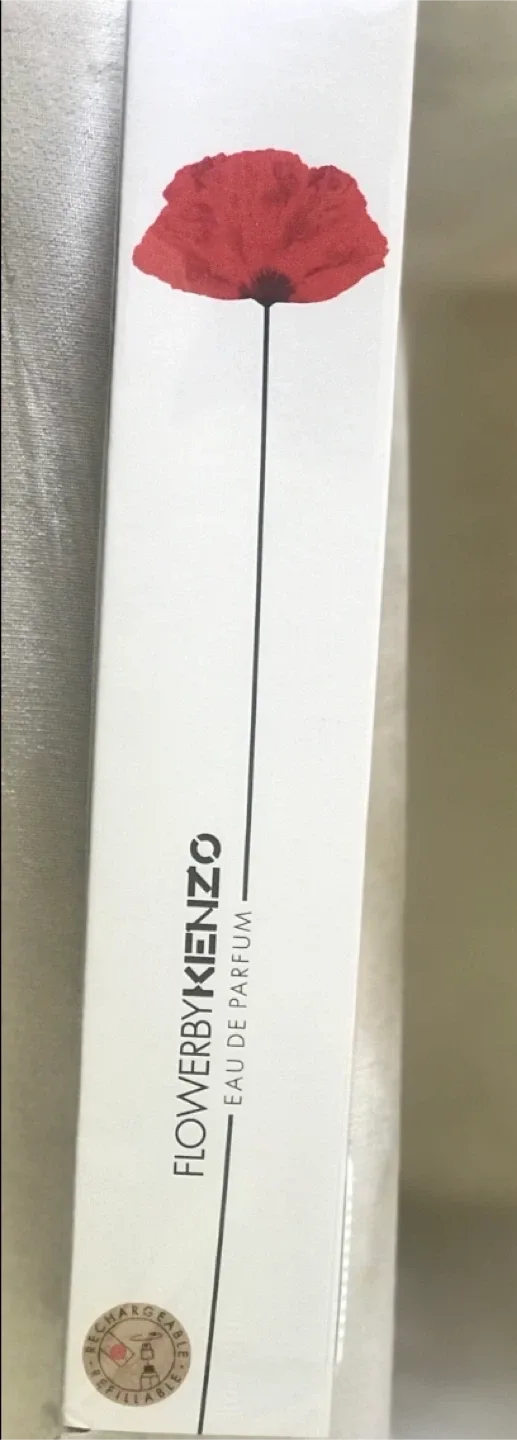 FLOWERBYKENZO
EAU DE PARFUM
RECHARGEABLE
REFILLABLE